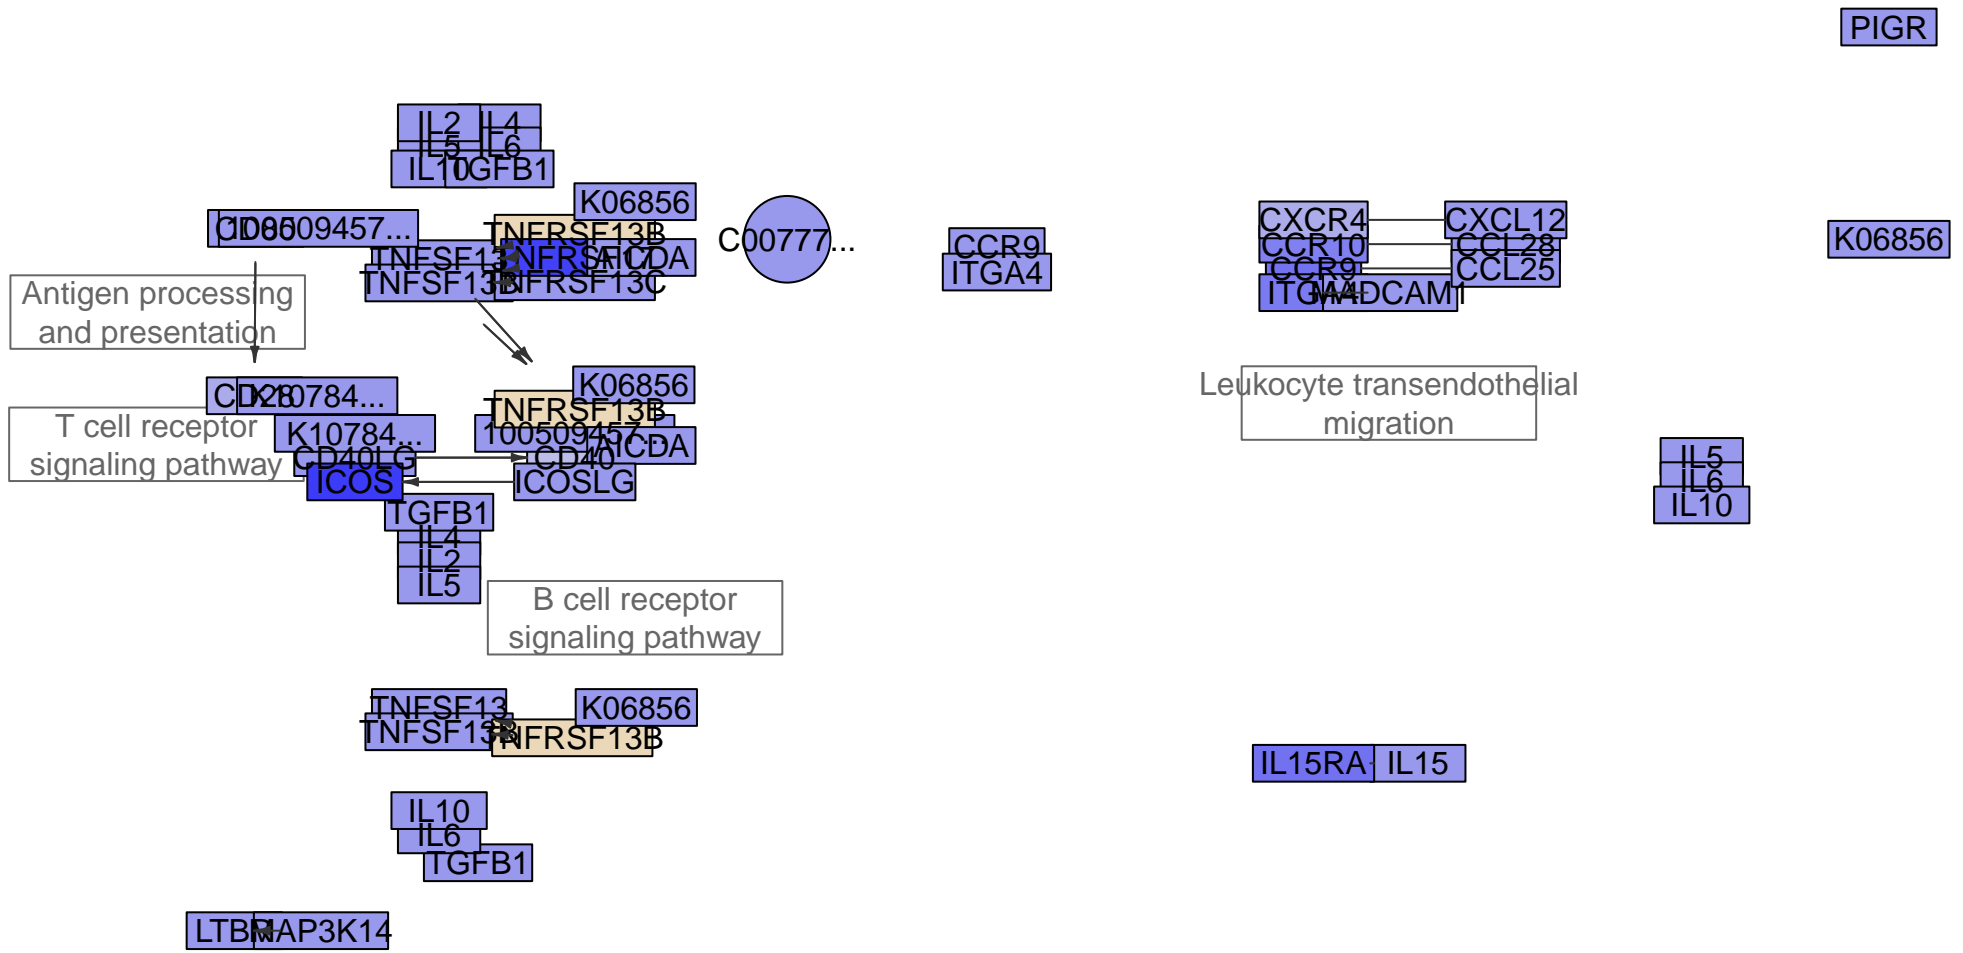 PIGR
IL2
IL4
IL5
IL6
IL10
TGFB1
K06856
CD80
100509457...
TNFRSF13B
TNFSF13
TNFRSF17
AICDA
TNFSF13B
TNFRSF13C
C00777...
CCR9
ITGA4
CXCR4
CXCL12
CCR10
CCL28
CCR9
CCL25
ITGA4
MADCAM1
K06856
Antigen processing
and presentation
CD28
K10784...
K06856
TNFRSF13B
Leukocyte transendothelial
migration
T cell receptor
signaling pathway
K10784...
100509457...
AICDA
CD40LG
CD40
ICOS
ICOSLG
IL5
IL6
IL10
TGFB1
IL4
IL2
IL5
B cell receptor
signaling pathway
TNFSF13
K06856
TNFSF13B
TNFRSF13B
IL15RA
IL15
IL10
IL6
TGFB1
LTBR
MAP3K14